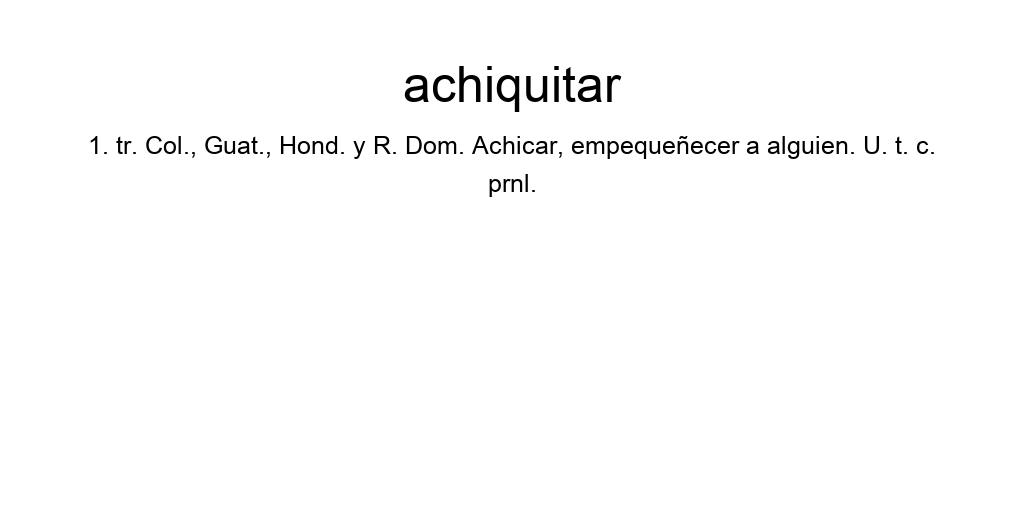 achiquitar
1. tr. Col., Guat., Hond. y R. Dom. Achicar, empequeñecer a alguien. U. t. c.
prnl.